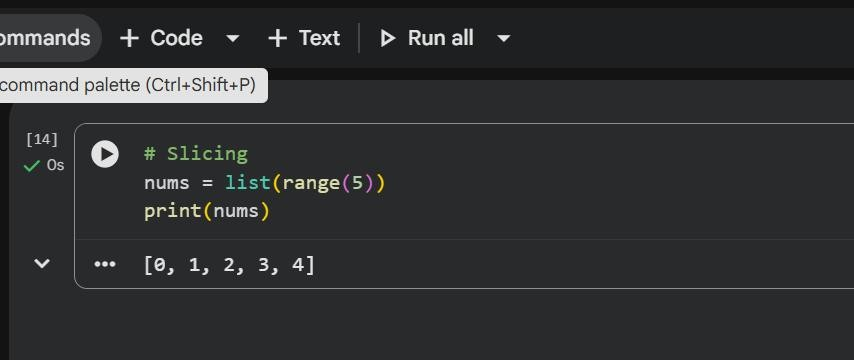 ommands + Code + Text Run all
command palette (Ctrl+Shift+P)
[14]
0s
# Slicing
nums = list(range(5))
print(nums)
[0, 1, 2, 3, 4]